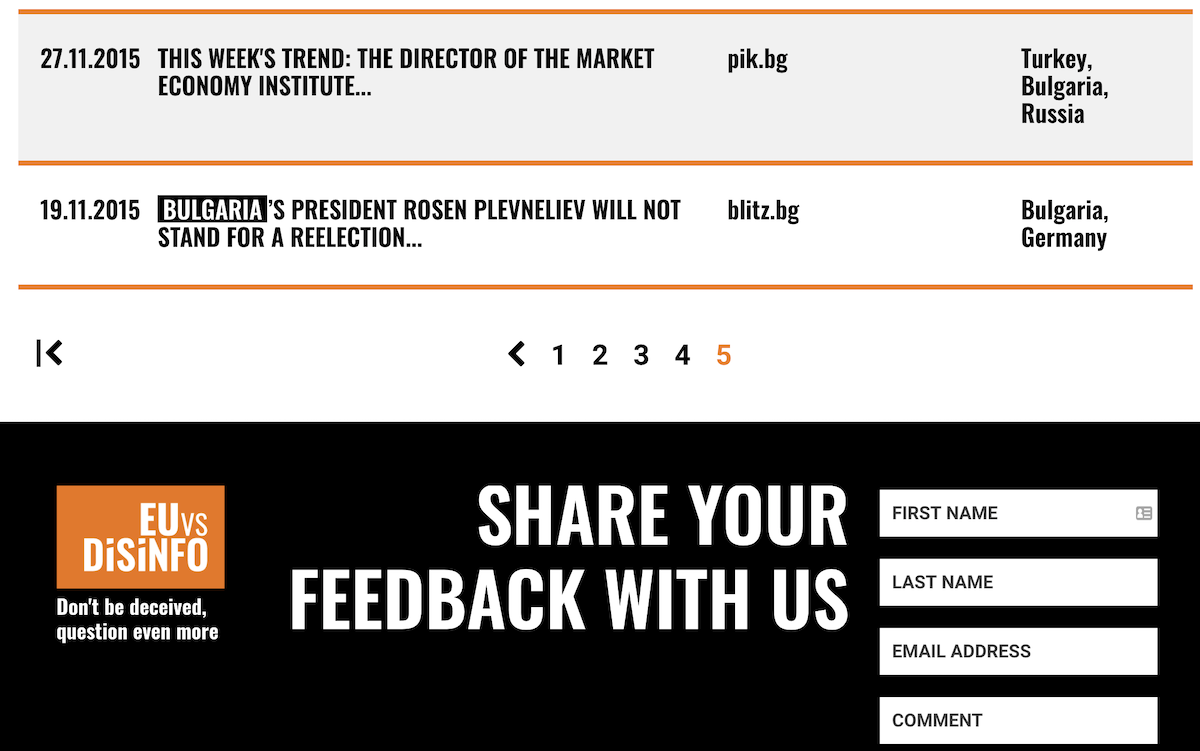 27.11.2015 THIS WEEK'S TREND: THE DIRECTOR OF THE MARKET
ECONOMY INSTITUTE...
pik.bg
Turkey,
Bulgaria,
Russia
19.11.2015 BULGARIA’S PRESIDENT ROSEN PLEVNELIEV WILL NOT
STAND FOR A REELECTION...
blitz.bg
Bulgaria,
Germany
1 2 3 4 5
EUVS
DiSiNFO
Don't be deceived,
question even more
SHARE YOUR
FEEDBACK WITH US
FIRST NAME
LAST NAME
EMAIL ADDRESS
COMMENT